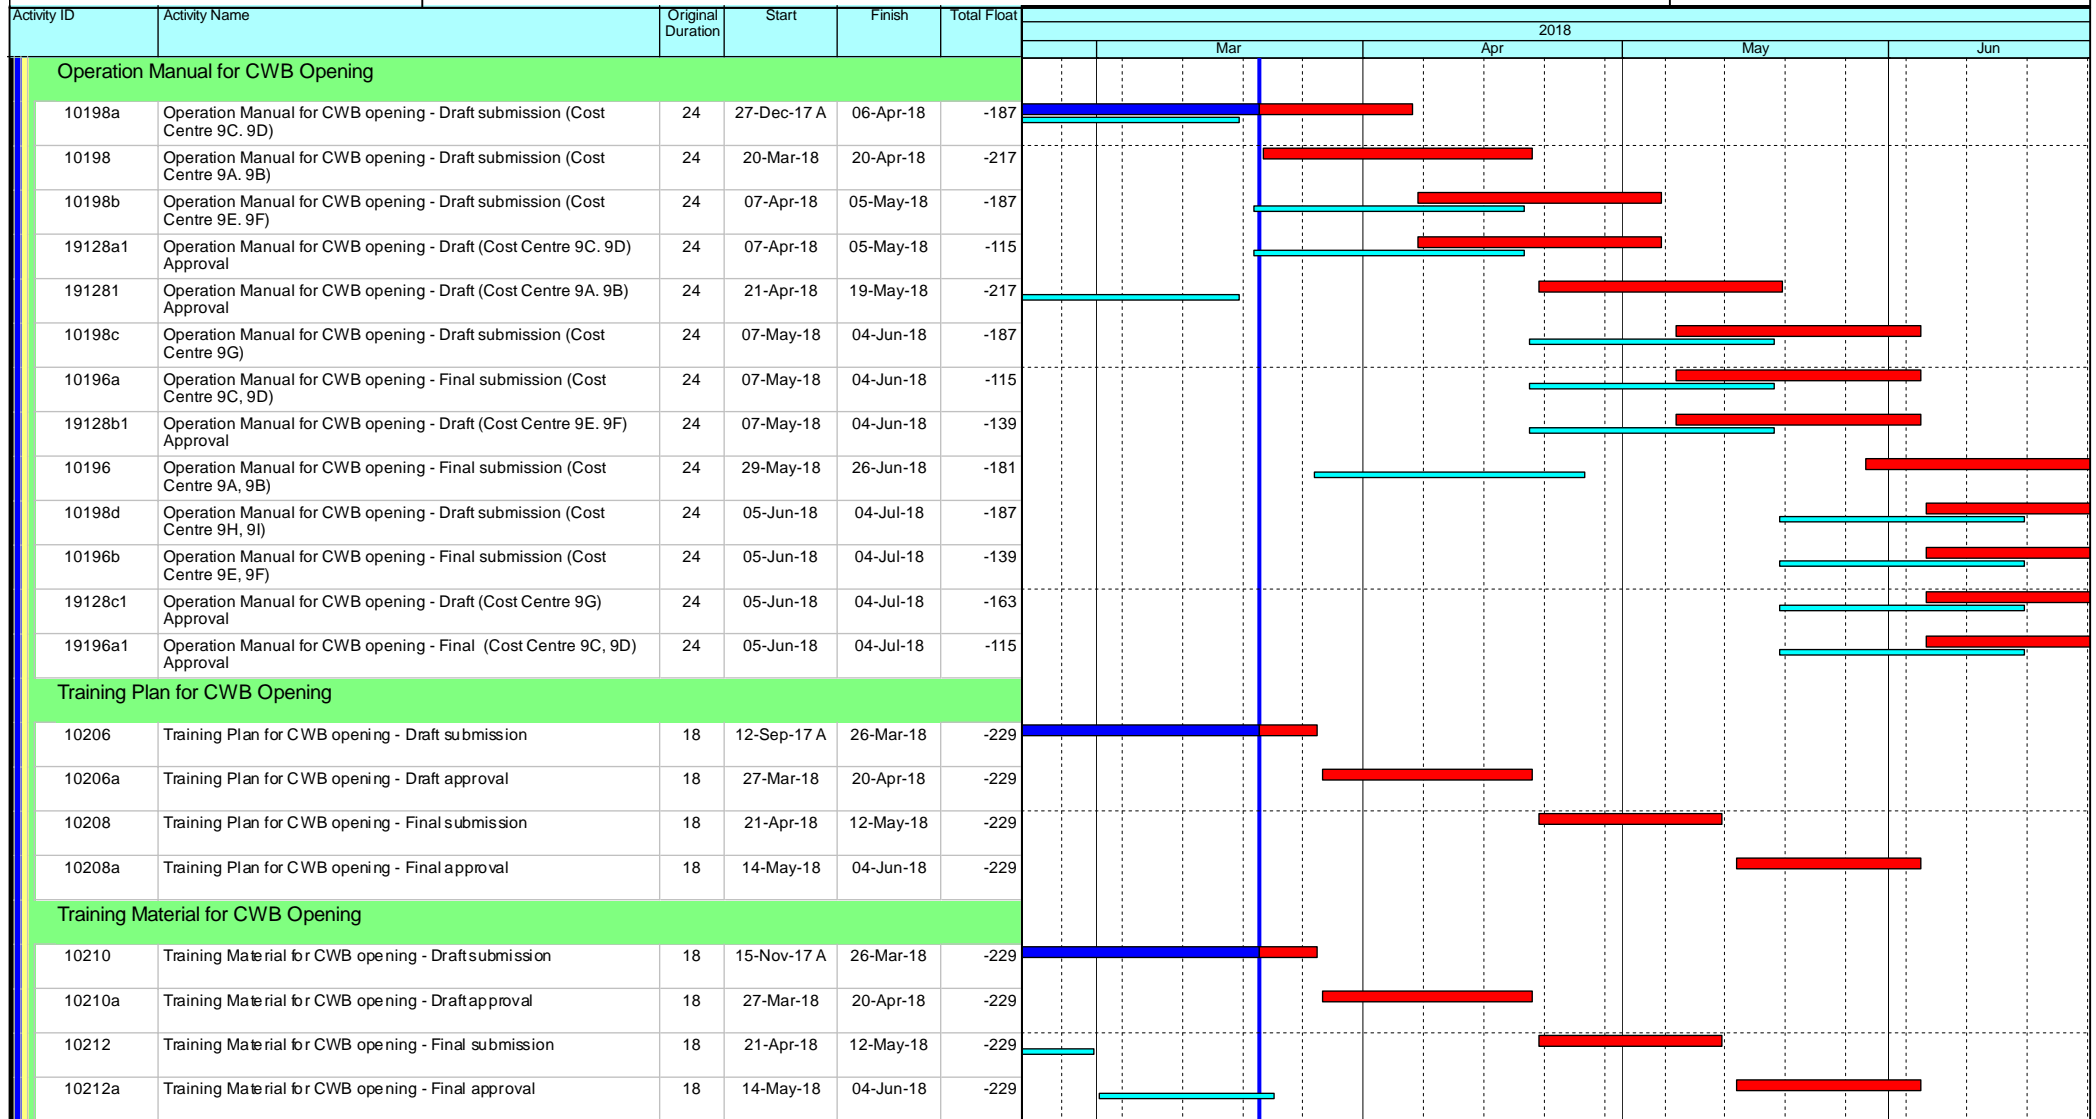 Activity ID Activity Name Original Duration Start Finish Total Float
2018
Mar Apr May Jun
Operation Manual for CWB Opening
10198a Operation Manual for CWB opening - Draft submission (Cost 24 27-Dec-17 A 06-Apr-18 -187
Centre 9C. 9D)
10198 Operation Manual for CWB opening - Draft submission (Cost 24 20-Mar-18 20-Apr-18 -217
Centre 9A. 9B)
10198b Operation Manual for CWB opening - Draft submission (Cost 24 07-Apr-18 05-May-18 -187
Centre 9E. 9F)
19128a1 Operation Manual for CWB opening - Draft (Cost Centre 9C. 9D) 24 07-Apr-18 05-May-18 -115
Approval
191281 Operation Manual for CWB opening - Draft (Cost Centre 9A. 9B) 24 21-Apr-18 19-May-18 -217
Approval
10198c Operation Manual for CWB opening - Draft submission (Cost 24 07-May-18 04-Jun-18 -187
Centre 9G)
10196a Operation Manual for CWB opening - Final submission (Cost 24 07-May-18 04-Jun-18 -115
Centre 9C, 9D)
19128b1 Operation Manual for CWB opening - Draft (Cost Centre 9E. 9F) 24 07-May-18 04-Jun-18 -139
Approval
10196 Operation Manual for CWB opening - Final submission (Cost 24 29-May-18 26-Jun-18 -181
Centre 9A, 9B)
10198d Operation Manual for CWB opening - Draft submission (Cost 24 05-Jun-18 04-Jul-18 -187
Centre 9H, 9I)
10196b Operation Manual for CWB opening - Final submission (Cost 24 05-Jun-18 04-Jul-18 -139
Centre 9E, 9F)
19128c1 Operation Manual for CWB opening - Draft (Cost Centre 9G) 24 05-Jun-18 04-Jul-18 -163
Approval
19196a1 Operation Manual for CWB opening - Final (Cost Centre 9C, 9D) 24 05-Jun-18 04-Jul-18 -115
Approval
Training Plan for CWB Opening
10206 Training Plan for CWB opening - Draft submission 18 12-Sep-17 A 26-Mar-18 -229
10206a Training Plan for CWB opening - Draft approval 18 27-Mar-18 20-Apr-18 -229
10208 Training Plan for CWB opening - Final submission 18 21-Apr-18 12-May-18 -229
10208a Training Plan for CWB opening - Final approval 18 14-May-18 04-Jun-18 -229
Training Material for CWB Opening
10210 Training Material for CWB opening - Draft submission 18 15-Nov-17 A 26-Mar-18 -229
10210a Training Material for CWB opening - Draft approval 18 27-Mar-18 20-Apr-18 -229
10212 Training Material for CWB opening - Final submission 18 21-Apr-18 12-May-18 -229
10212a Training Material for CWB opening - Final approval 18 14-May-18 04-Jun-18 -229